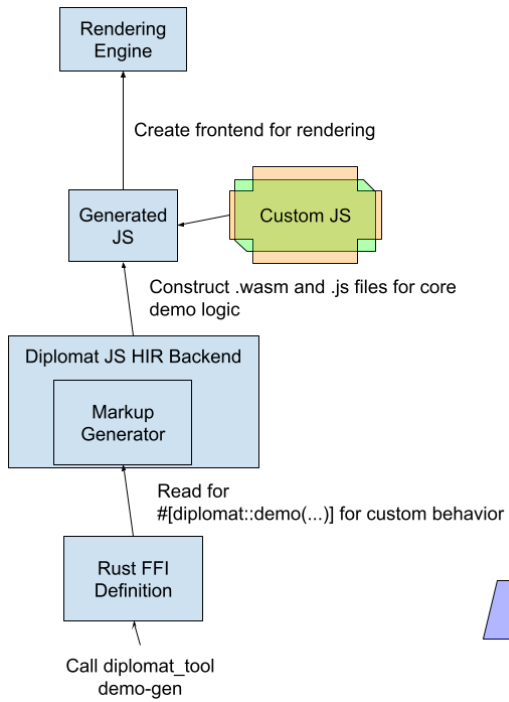 Rendering
Engine
Create frontend for rendering
Generated
JS
Custom JS
Construct .wasm and .js files for core
demo logic
Diplomat JS HIR Backend
Markup
Generator
Read for
#[diplomat::demo(...)] for custom behavior
Rust FFI
Definition
Call diplomat_tool
demo-gen